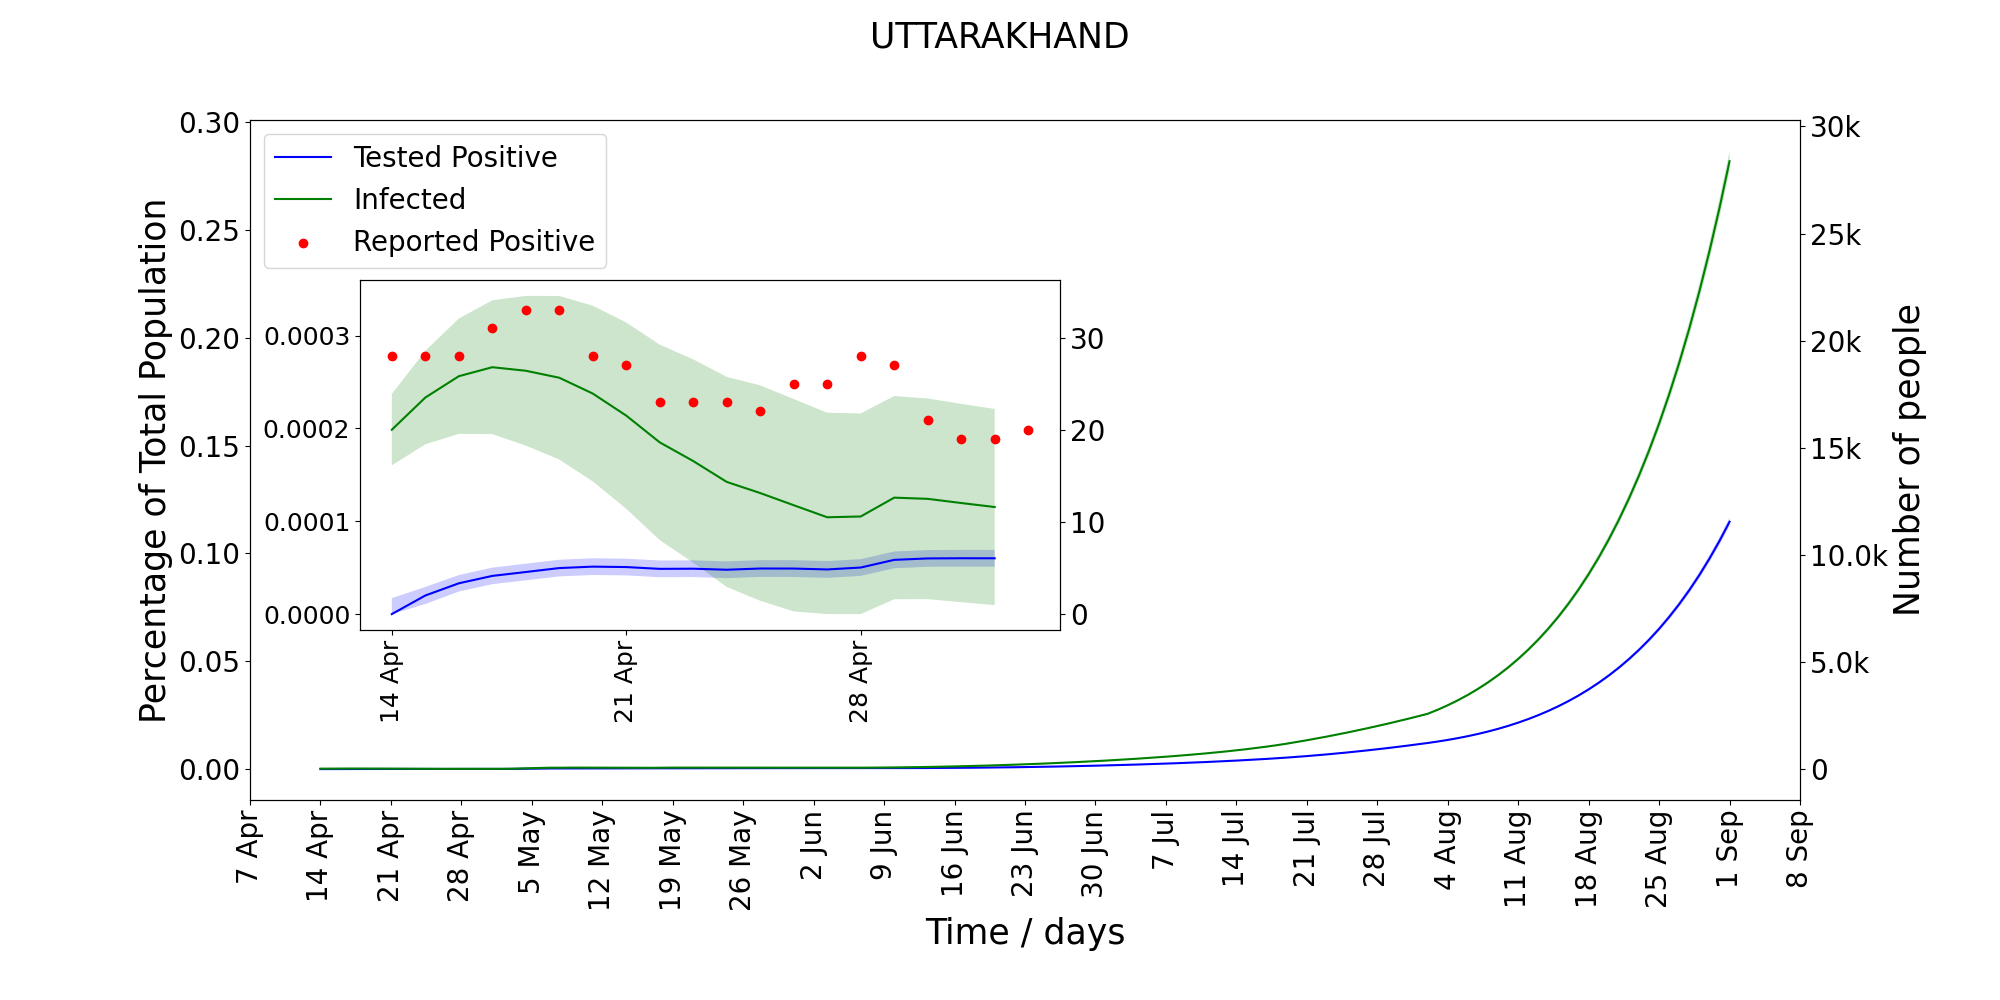 UTTARAKHAND
0.30
0.25
0.20
0.15
0.10
0.05
0.00
Percentage of Total Population
Tested Positive
Infected
Reported Positive
0.0003
0.0002
0.0001
0.0000
30
20
10
0
14 Apr
21 Apr
28 Apr
30k
25k
20k
15k
10.0k
5.0k
0
Number of people
7 Apr
14 Apr
21 Apr
28 Apr
5 May
12 May
19 May
26 May
2 Jun
9 Jun
16 Jun
23 Jun
30 Jun
7 Jul
14 Jul
21 Jul
28 Jul
4 Aug
11 Aug
18 Aug
25 Aug
1 Sep
8 Sep
Time / days